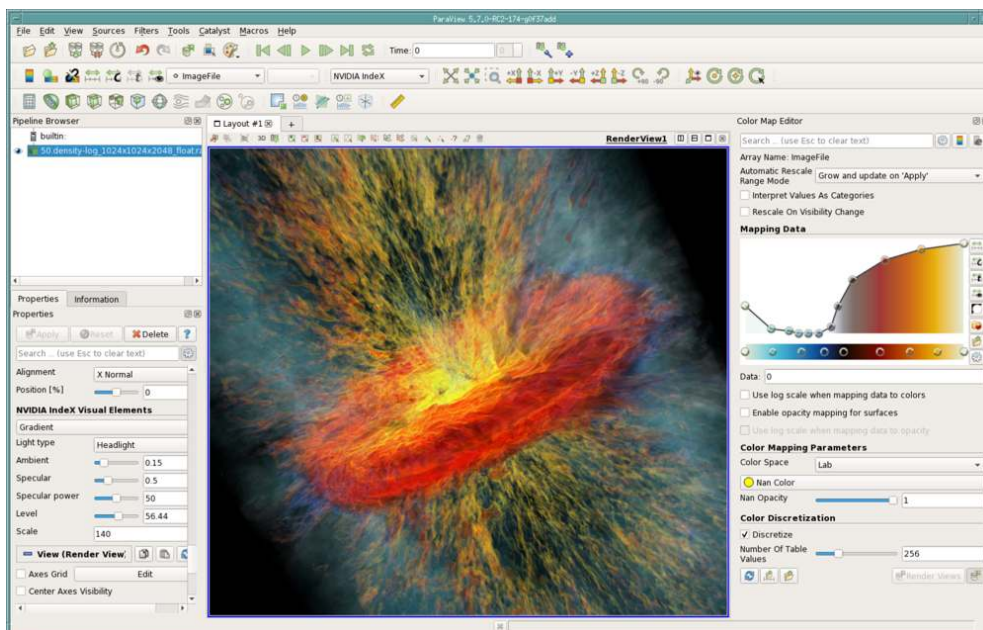 ParaView 5.7.0-RC2-174-g0f37add
File Edit View Sources Filters Tools Catalyst Macros Help
Time: 0
ImageFile
NVIDIA IndeX
Pipeline Browser
builtin:
50.density-log_1024x1024x2048_float.ra
Properties Information
Properties
Apply Reset Delete ?
Search ... (use Esc to clear text)
Alignment X Normal
Position [%] 0
NVIDIA IndeX Visual Elements
Gradient
Light type Headlight
Ambient 0.15
Specular 0.5
Specular power 50
Level 56.44
Scale 140
View (Render View)
Axes Grid Edit
Center Axes Visibility
Layout #1 +
3D
RenderView1
Color Map Editor
Search ... (use Esc to clear text)
Array Name: ImageFile
Automatic Rescale Range Mode Grow and update on 'Apply'
Interpret Values As Categories
Rescale On Visibility Change
Mapping Data
Data: 0
Use log scale when mapping data to colors
Enable opacity mapping for surfaces
Use log scale when mapping data to opacity
Color Mapping Parameters
Color Space Lab
Nan Color
Nan Opacity 1
Color Discretization
Discretize
Number Of Table Values 256
Render Views